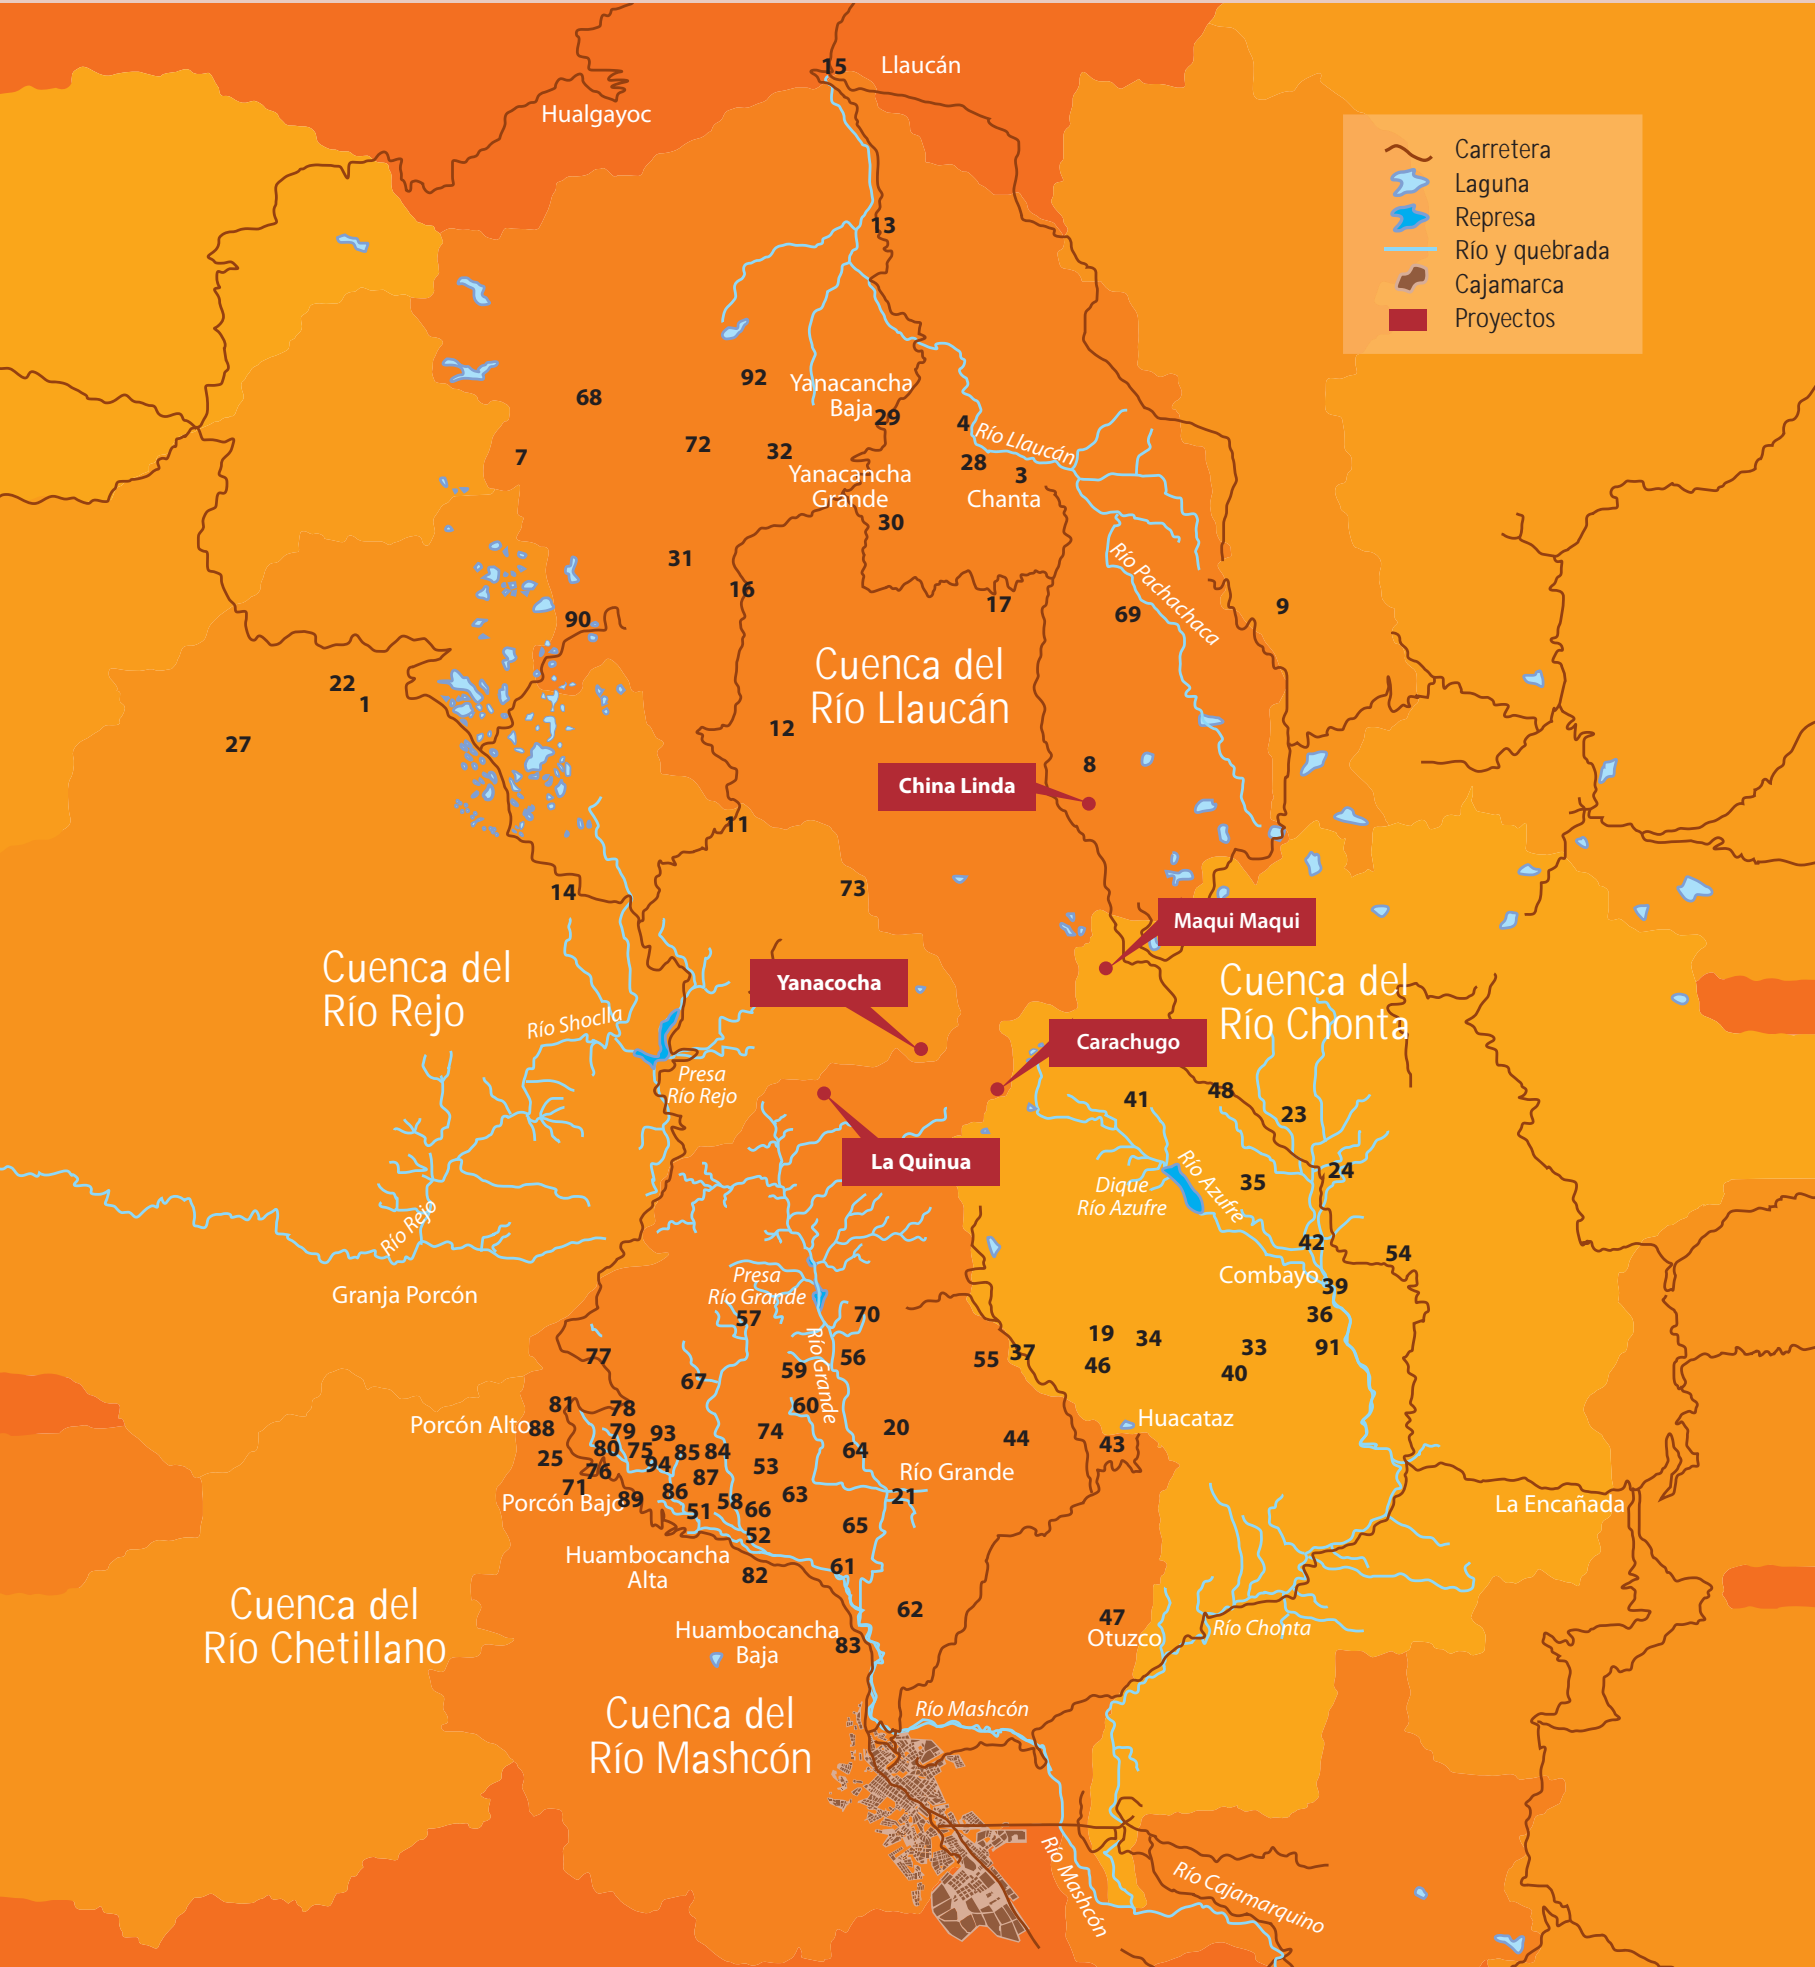 15
Llaucán
Hualgayoc
Carretera
Laguna
Represa
Río y quebrada
Cajamarca
Proyectos
13
92
Yanacancha
Baja
29
68
4
Río Llaucán
72
32
7
28
3
Yanacancha
Grande
Chanta
30
31
Río Pachachaca
16
17
9
90
69
Cuenca del
Río Llaucán
22
1
27
12
8
China Linda
11
14
73
Maqui Maqui
Cuenca del
Río Rejo
Yanacocha
Cuenca del
Río Chonta
Río Shoclla
Carachugo
Presa
Río Rejo
41
48
23
La Quinua
Río Azufre
24
35
Dique
Río Azufre
Río Rejo
42
54
Granja Porcón
Presa
Río Grande
Combayo
39
57
70
36
Río Grande
19
34
33
91
77
59
56
55
37
46
40
67
81
78
60
Porcón Alto
88
79
93
74
20
Huacataz
44
43
80
75
85
84
64
25
94
53
76
87
Río Grande
71
86
63
21
Porcón Bajo
89
58
51
66
La Encañada
52
65
Huambocancha
Alta
61
82
Cuenca del
Río Chetillano
62
47
Otuzco
Río Chonta
Huambocancha
Baja
83
Cuenca del
Río Mashcón
Río Mashcón
Río Mashcón
Río Cajamarquino